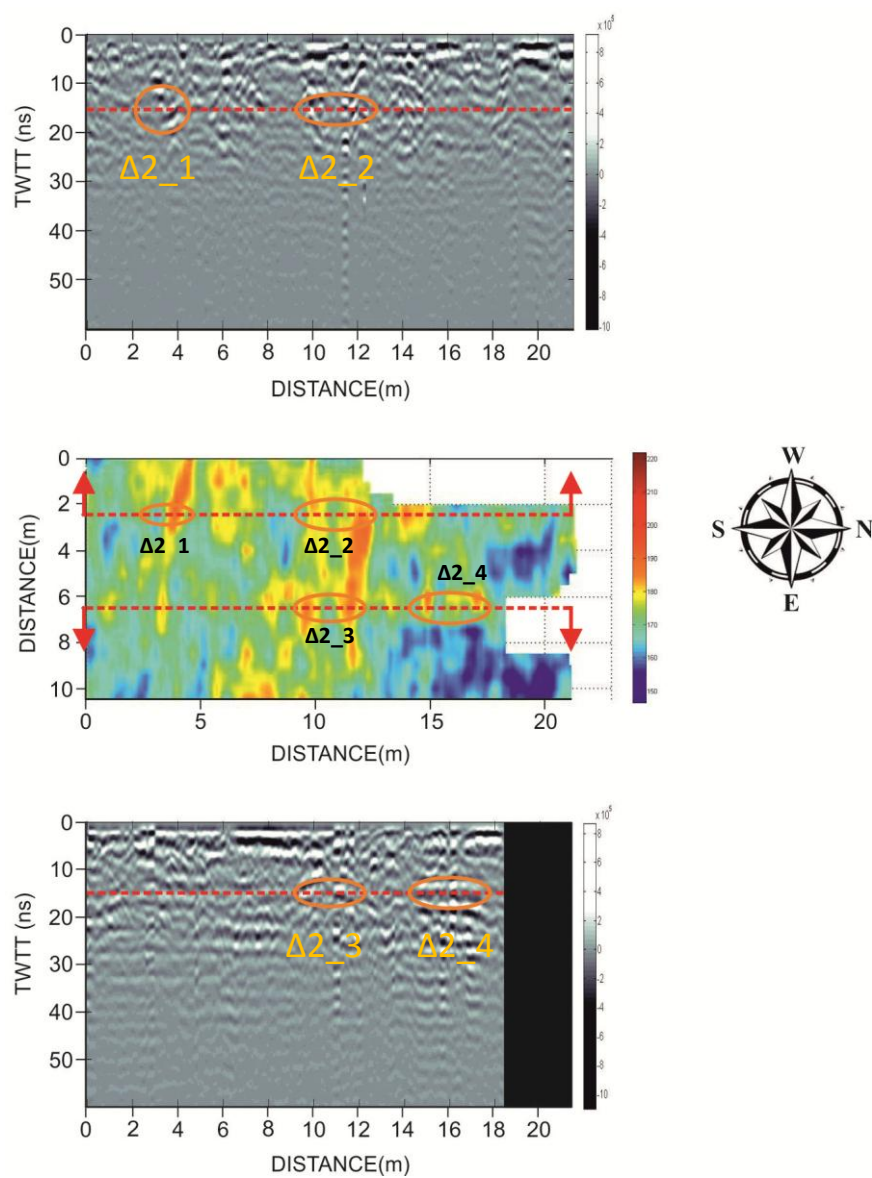 x 10⁵
0
10
20
30
40
50
TWTT (ns)
Δ2_1
Δ2_2
8
6
4
2
0
-2
-4
-6
-8
-10
0 2 4 6 8 10 12 14 16 18 20
DISTANCE(m)
0
2
4
6
8
10
DISTANCE(m)
Δ2_1
Δ2_2
Δ2_3
Δ2_4
220
210
200
190
180
170
160
150
W
S
N
E
0 5 10 15 20
DISTANCE(m)
x 10⁵
0
10
20
30
40
50
TWTT (ns)
Δ2_3
Δ2_4
8
6
4
2
0
-2
-4
-6
-8
-10
0 2 4 6 8 10 12 14 16 18 20
DISTANCE(m)